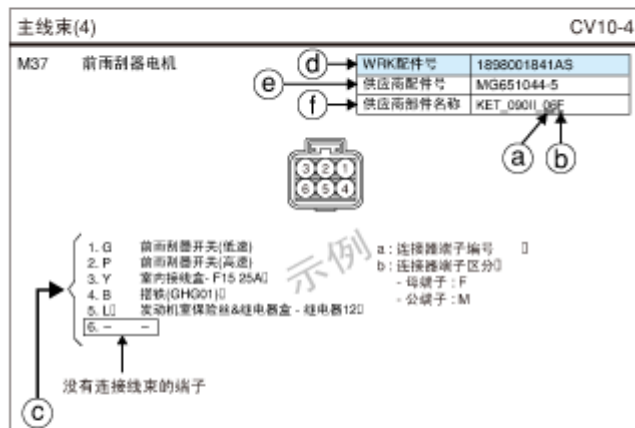 主线束(4) CV10-4
M37 前雨刮器电机
d WRK配件号 1898001841AS
e 供应商配件号 MG651044-5
f 供应商部件名称 KET_090II_06F
a b
3 2 1
6 5 4
1. G 前雨刮器开关(低速)
2. P 前雨刮器开关(高速)
3. Y 室内接线盒- F15 25A
4. B 搭铁(GHG01)
5. L 发动机室保险丝&继电器盒 - 继电器12
6. – –
a : 连接器端子编号
b : 连接器端子区分
- 母端子 : F
- 公端子 : M
示例
没有连接线束的端子
c